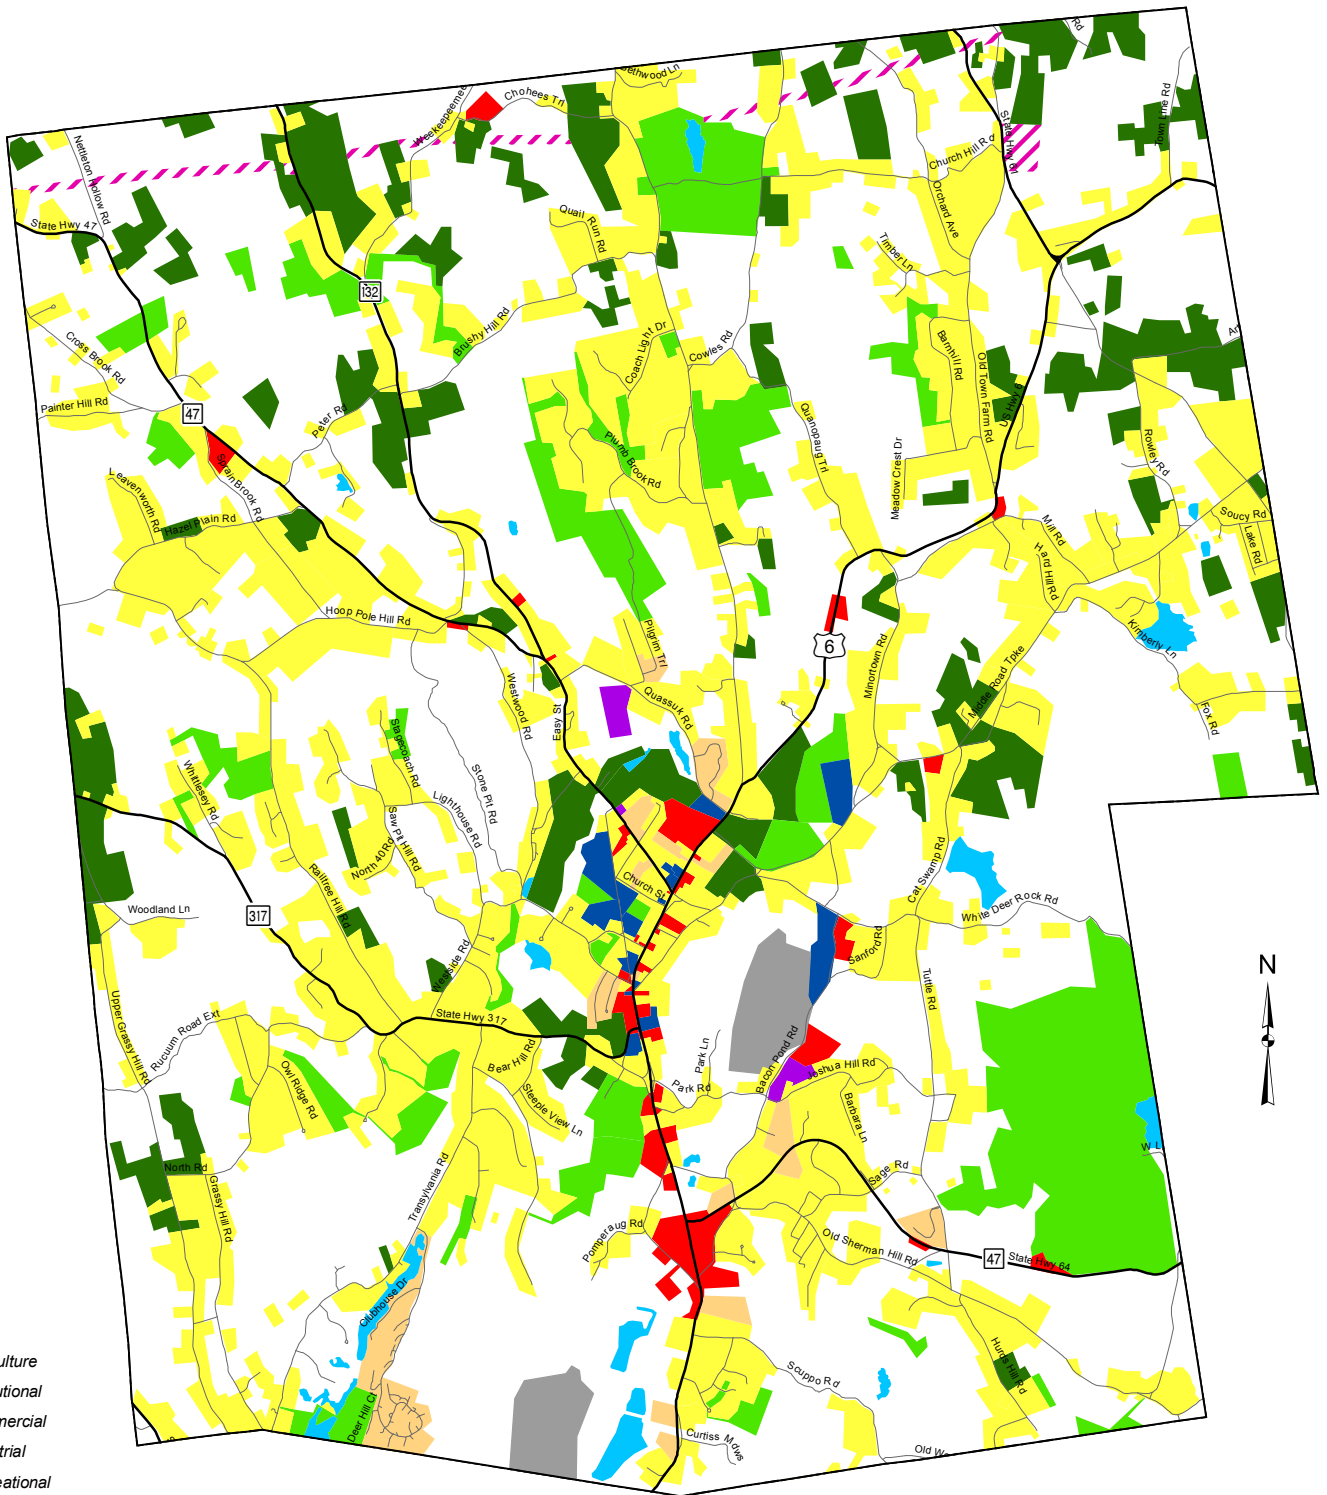 Rd
Bethwood Ln
Chohees Trl
Weekeepeemee
Nettleton Hollow Rd
State Hwy 47
Town Line Rd
State Hwy 61
Church Hill Rd
Orchard Ave
Quail Run Rd
Timber Ln
132
Brushy Hill Rd
Coach Light Dr
Cowles Rd
Cross Brook Rd
Painter Hill Rd
47
Peter Rd
Barnhill Rd
Old Town Farm Rd
US Hwy 6
Quanopaug Trl
Plumb Brook Rd
Meadow Crest Dr
Rowley Rd
Sprain Brook Rd
Leavenworth Rd
Hazel Plain Rd
Soucy Rd
Lake Rd
Mill Rd
Hard Hill Rd
Hoop Pole Hill Rd
Pilgrim Trl
6
Minortown Rd
Kimberly Ln
Middle Road Tpke
Fox Rd
Westwood Rd
Easy St
Quassuk Rd
Stagecoach Rd
Stone Pit Rd
Lighthouse Rd
Whittlesey Rd
Saw Pit Hill Rd
North 40 Rd
Railtree Hill Rd
Church St
Cat Swamp Rd
White Deer Rock Rd
Woodland Ln
317
Westside Rd
Sanford Rd
Tuttle Rd
N
State Hwy 317
Upper Grassy Hill Rd
Rucuum Road Ext
Bear Hill Rd
Owl Ridge Rd
Steeple View Ln
Park Ln
Park Rd
Bacon Pond Rd
Joshua Hill Rd
Barbara Ln
W L
North Rd
Grassy Hill Rd
Transylvania Rd
Sage Rd
Pomperaug Rd
Old Sherman Hill Rd
47
State Hwy 64
Clubhouse Dr
Deer Hill Ct
Scuppo Rd
Hurds Hill Rd
Curtiss Mdws
Old W
ulture
utional
mercial
trial
eational